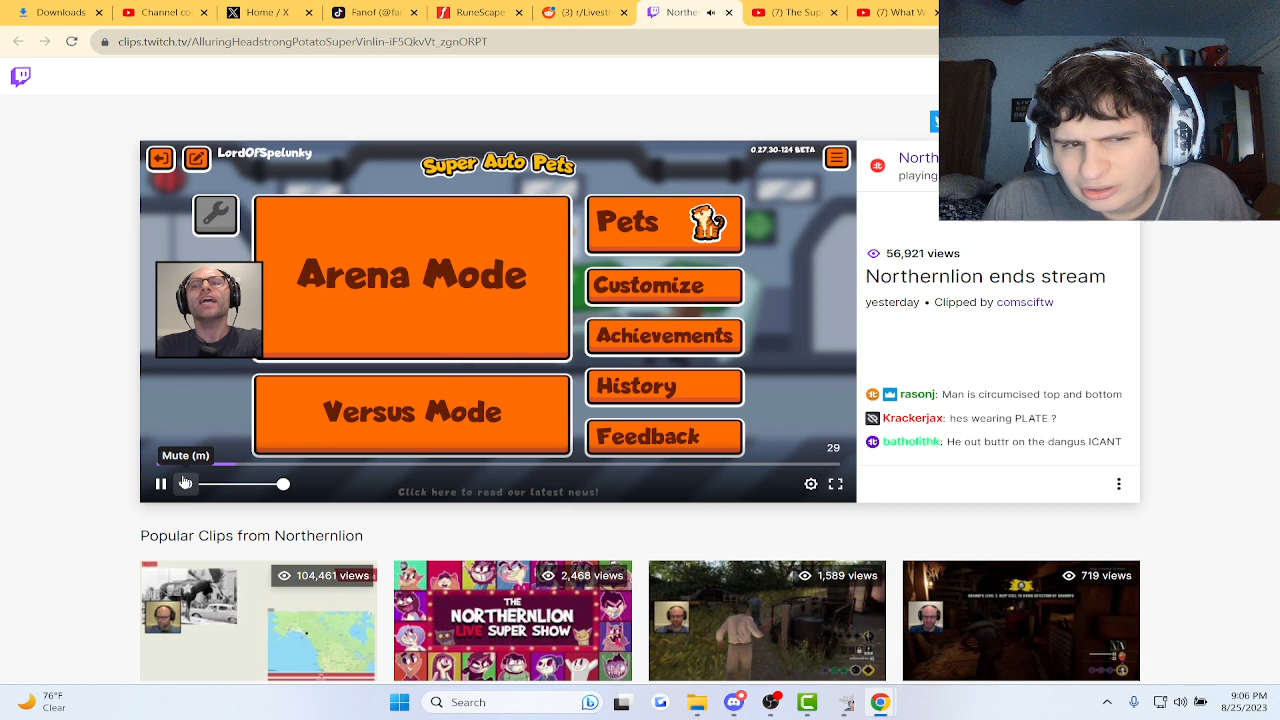 Downloads
(7)
Home / X
Fanof (@fan
(3) r/Livestr
Northe
(7) The Sup
(7) What W
clips.twitch.tv/AlluringHeadstrongPotatoSuperVinlin-iF5QkvVt_zgnORPT
LordOfSpelunky
Super Auto Pets
0.27.30-124 BETA
Arena Mode
Versus Mode
Pets
Customize
Achievements
History
Feedback
Mute (m)
29
Click here to read our latest news!
North
playing
56,921 views
Northernlion ends stream
yesterday • Clipped by comsciftw
rasonj: Man is circumcised top and bottom
Krackerjax: hes wearing PLATE ?
batholithk: He out buttr on the dangus ICANT
Popular Clips from Northernlion
104,461 views
2,468 views
THE
NORTHERNLION
LIVE SUPER SHOW
1,589 views
719 views
76°F
Clear
Search
9:06 PM
8/25/2023